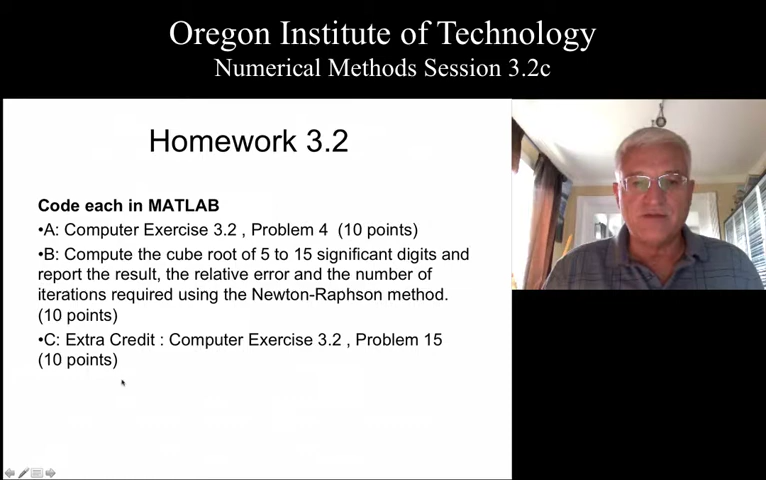 Oregon Institute of Technology
Numerical Methods Session 3.2c
Homework 3.2
Code each in MATLAB
•A: Computer Exercise 3.2 , Problem 4 (10 points)
•B: Compute the cube root of 5 to 15 significant digits and
report the result, the relative error and the number of
iterations required using the Newton-Raphson method.
(10 points)
•C: Extra Credit : Computer Exercise 3.2 , Problem 15
(10 points)